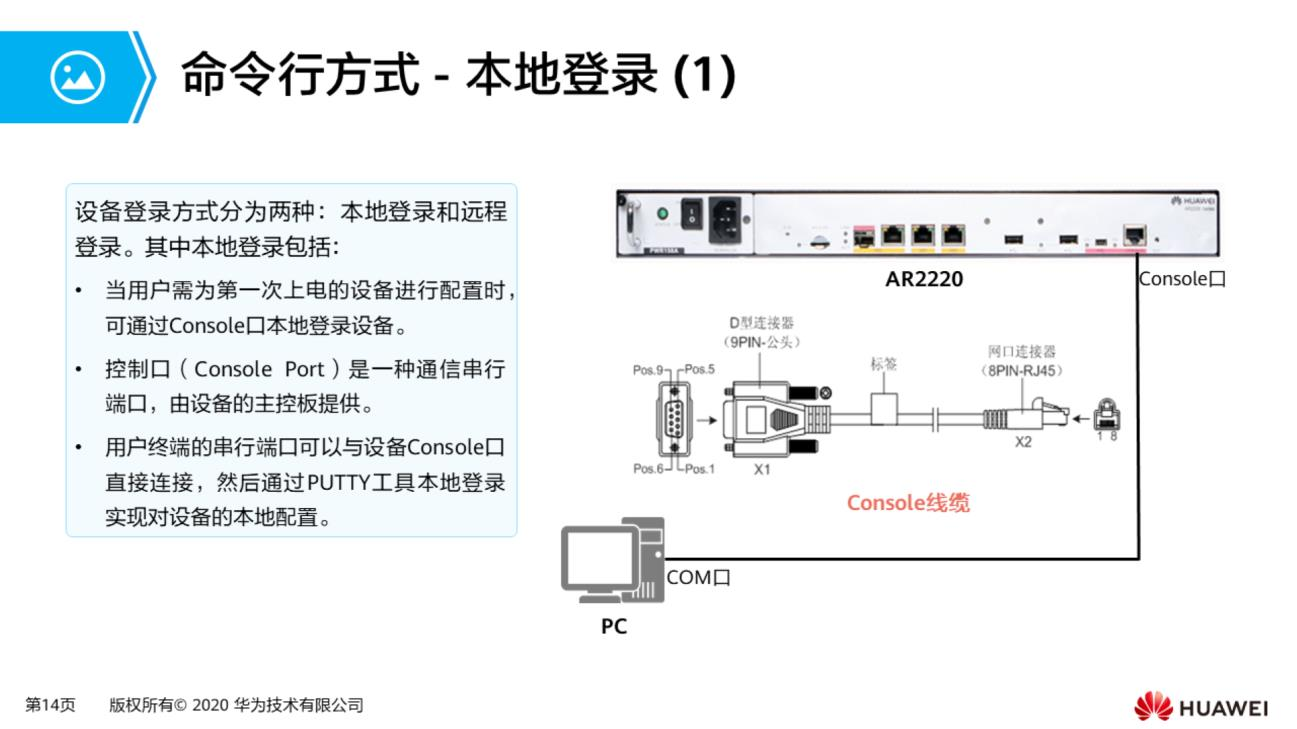 命令行方式 - 本地登录 (1)
设备登录方式分为两种：本地登录和远程
登录。其中本地登录包括：
• 当用户需为第一次上电的设备进行配置时，
可通过Console口本地登录设备。
• 控制口（Console Port）是一种通信串行
端口，由设备的主控板提供。
• 用户终端的串行端口可以与设备Console口
直接连接，然后通过PUTTY工具本地登录
实现对设备的本地配置。
HUAWEI
AR2220
Console口
D型连接器
（9PIN-公头）
标签
网口连接器
（8PIN-RJ45）
Pos.9
Pos.5
Pos.6
Pos.1
X1
X2
1 8
Console线缆
COM口
PC
第14页 版权所有© 2020 华为技术有限公司
HUAWEI